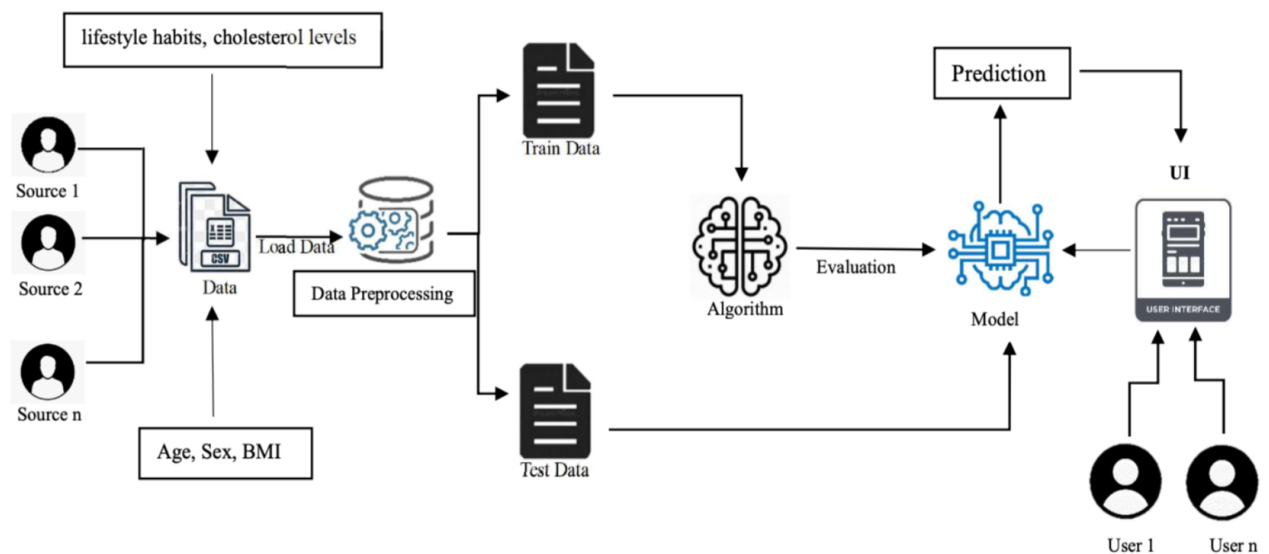 lifestyle habits, cholesterol levels
Source 1
Source 2
Source n
CSV
Data
Age, Sex, BMI
Load Data
Data Preprocessing
Train Data
Test Data
Algorithm
Evaluation
Model
Prediction
UI
USER INTERFACE
User 1
User n